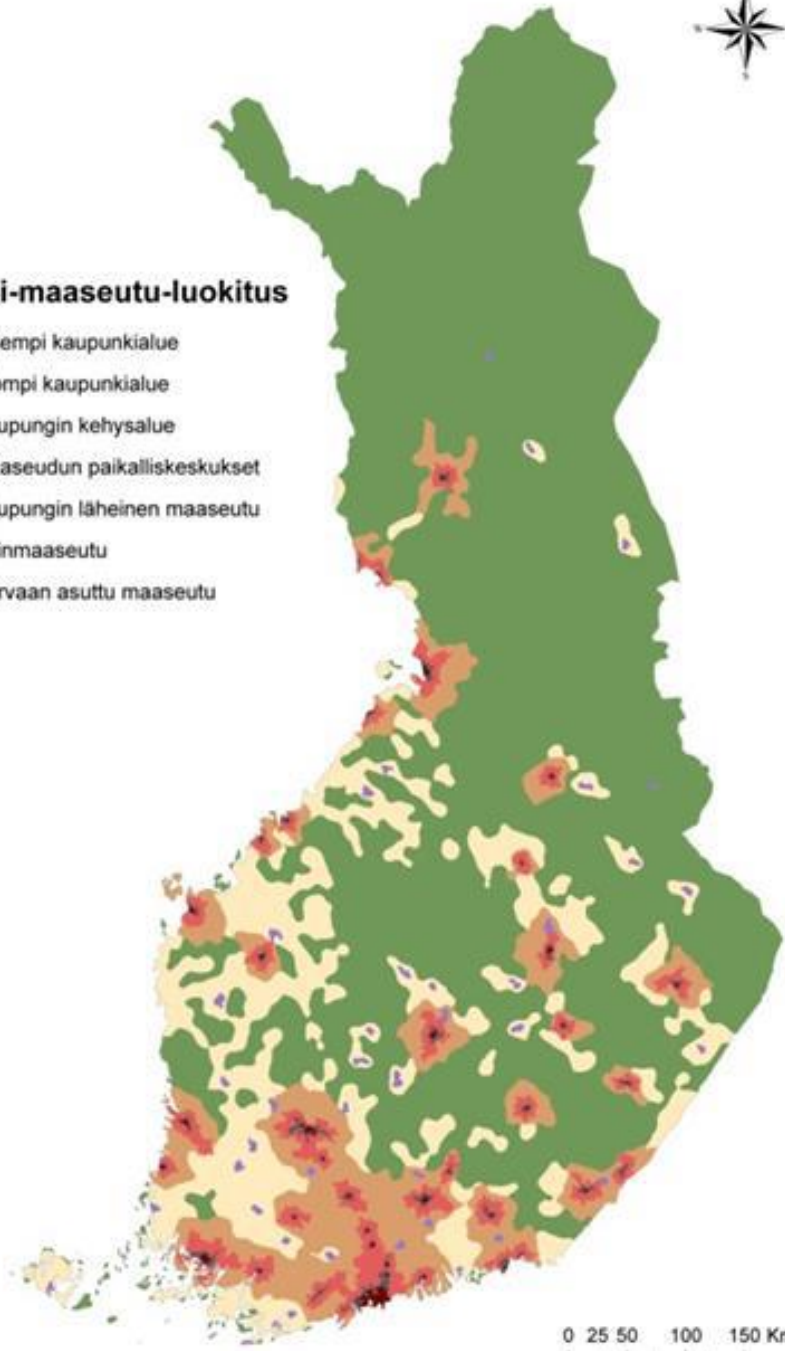 i-maaseutu-luokitus
empi kaupunkialue
mpi kaupunkialue
upungin kehysalue
aseudun paikalliskeskukset
upungin läheinen maaseutu
inmaaseutu
rvaan asuttu maaseutu
0 25 50 100 150 Km